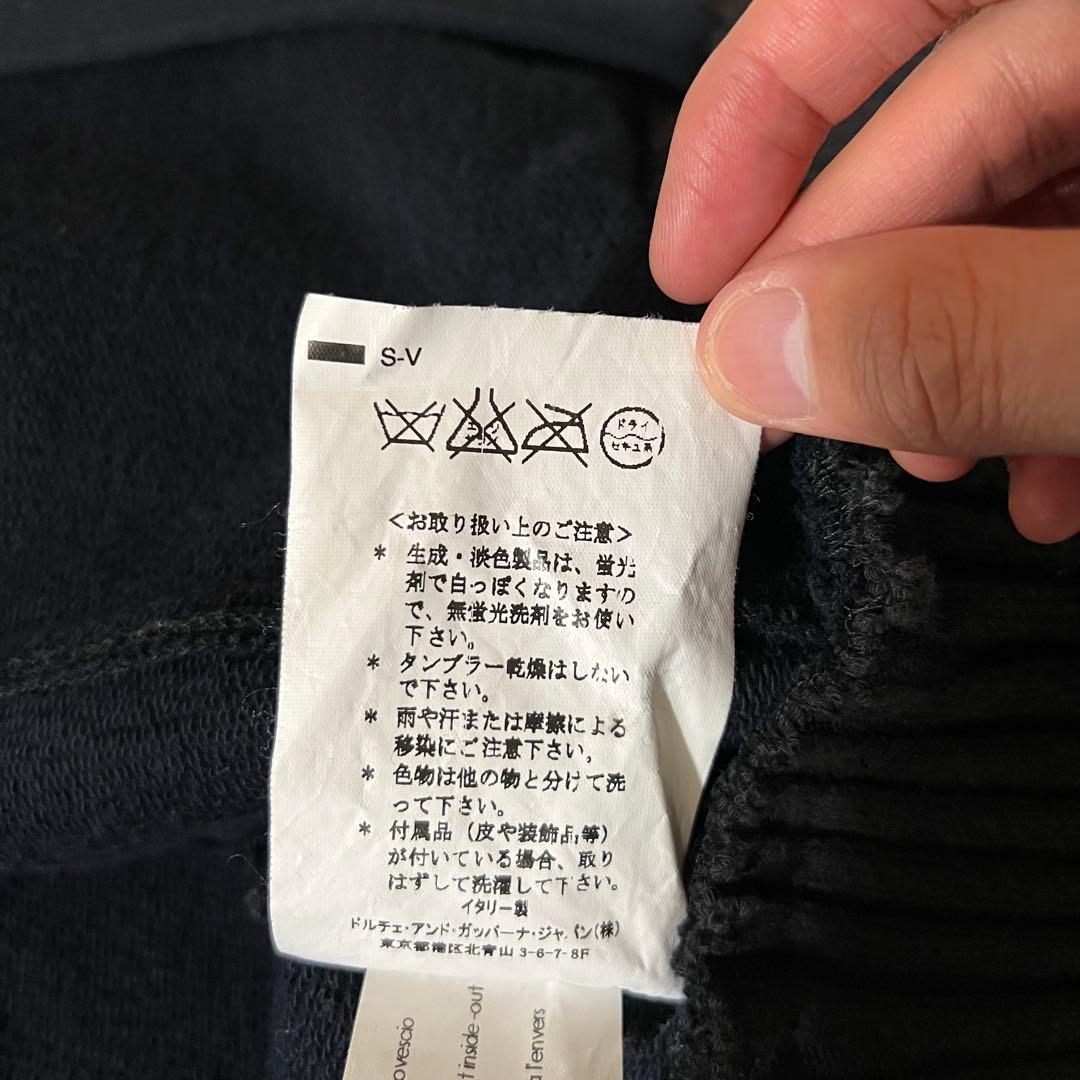 S-V
ドライ
セキユ系
<お取り扱い上のご注意>
* 生成・淡色製品は、蛍光
剤で白っぽくなりますの
で、無蛍光洗剤をお使い
下さい。
* タンブラー乾燥はしない
で下さい。
* 雨や汗または摩擦による
移染にご注意下さい。
* 色物は他の物と分けて洗
って下さい。
* 付属品（皮や装飾品等）
が付いている場合、取り
はずして洗濯して下さい。
イタリー製
ドルチェ・アンド・ガッバーナ・ジャパン(株)
東京都港区北青山 3-6-7-8F
ovescio
t inside-out
a l'envers